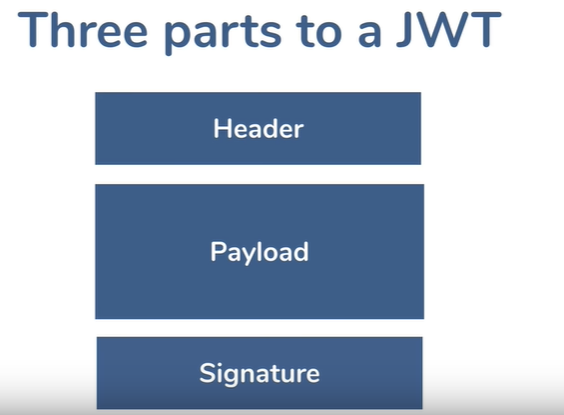 Three parts to a JWT
Header
Payload
Signature